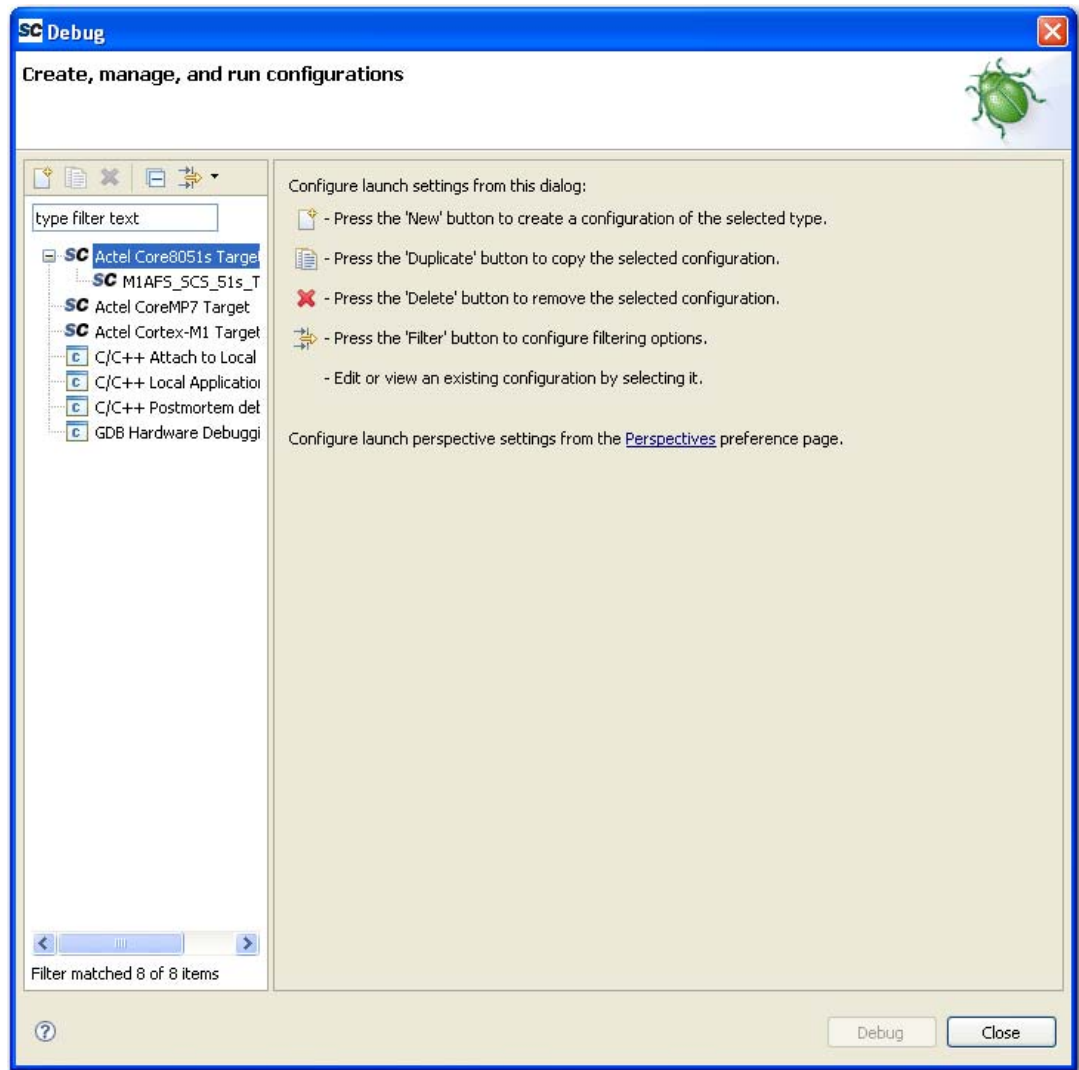 SC Debug
Create, manage, and run configurations
type filter text
SC Actel Core8051s Target
SC M1AFS_SCS_51s_T
SC Actel CoreMP7 Target
SC Actel Cortex-M1 Target
C C/C++ Attach to Local
C C/C++ Local Application
C C/C++ Postmortem deb
C GDB Hardware Debuggi
Filter matched 8 of 8 items
Configure launch settings from this dialog:
- Press the 'New' button to create a configuration of the selected type.
- Press the 'Duplicate' button to copy the selected configuration.
- Press the 'Delete' button to remove the selected configuration.
- Press the 'Filter' button to configure filtering options.
- Edit or view an existing configuration by selecting it.
Configure launch perspective settings from the Perspectives preference page.
?
Debug
Close